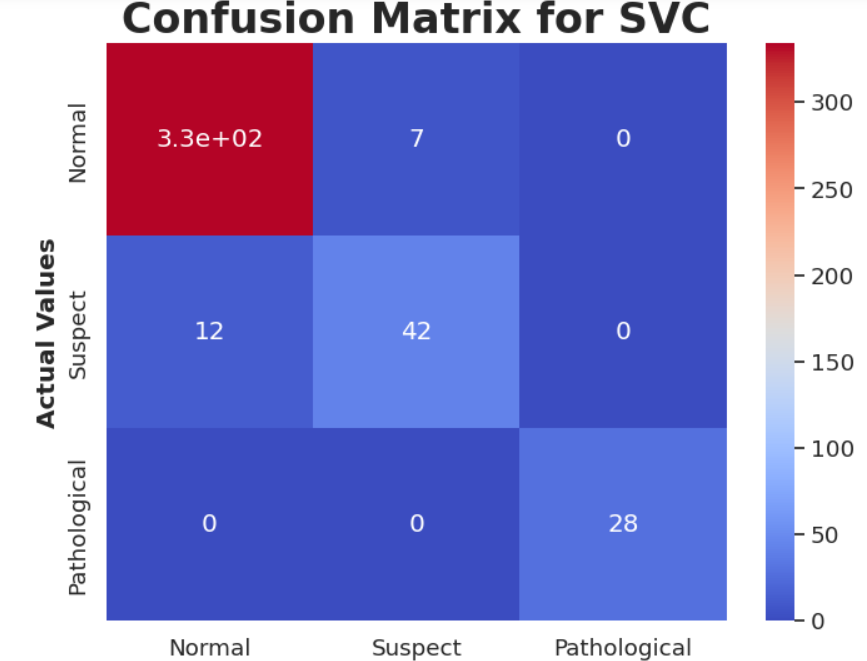 Confusion Matrix for SVC
Actual Values
Normal
3.3e+02 7 0
Suspect
12 42 0
Pathological
0 0 28
Normal Suspect Pathological
300
250
200
150
100
50
0